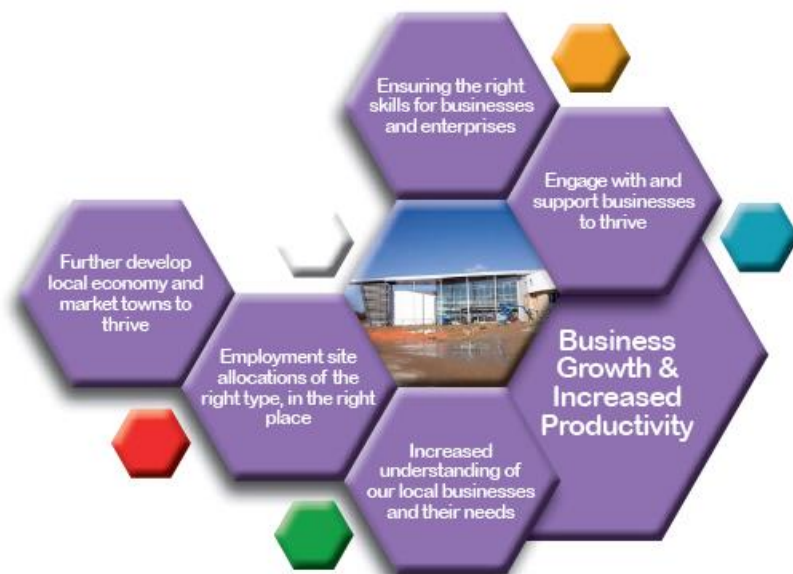 Ensuring the right
skills for businesses
and enterprises
Engage with and
support businesses
to thrive
Further develop
local economy and
market towns to
thrive
Employment site
allocations of the
right type, in the right
place
Business
Growth &
Increased
Productivity
Increased
understanding of
our local businesses
and their needs